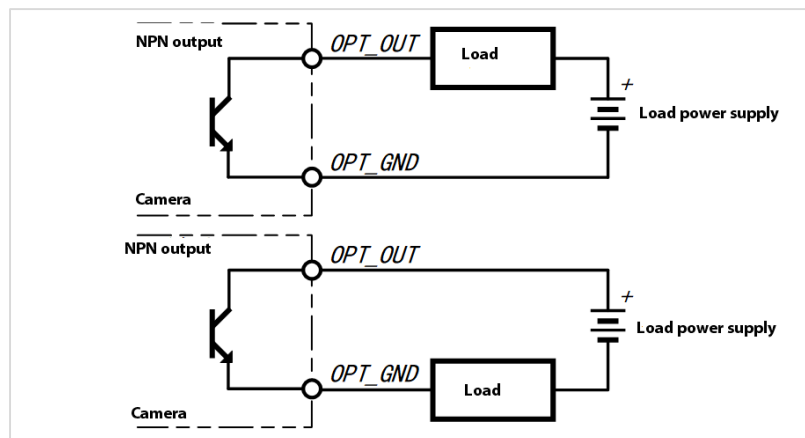 NPN output
OPT_OUT
Load
+
Load power supply
OPT_GND
Camera
NPN output
OPT_OUT
+
Load power supply
OPT_GND
Load
Camera